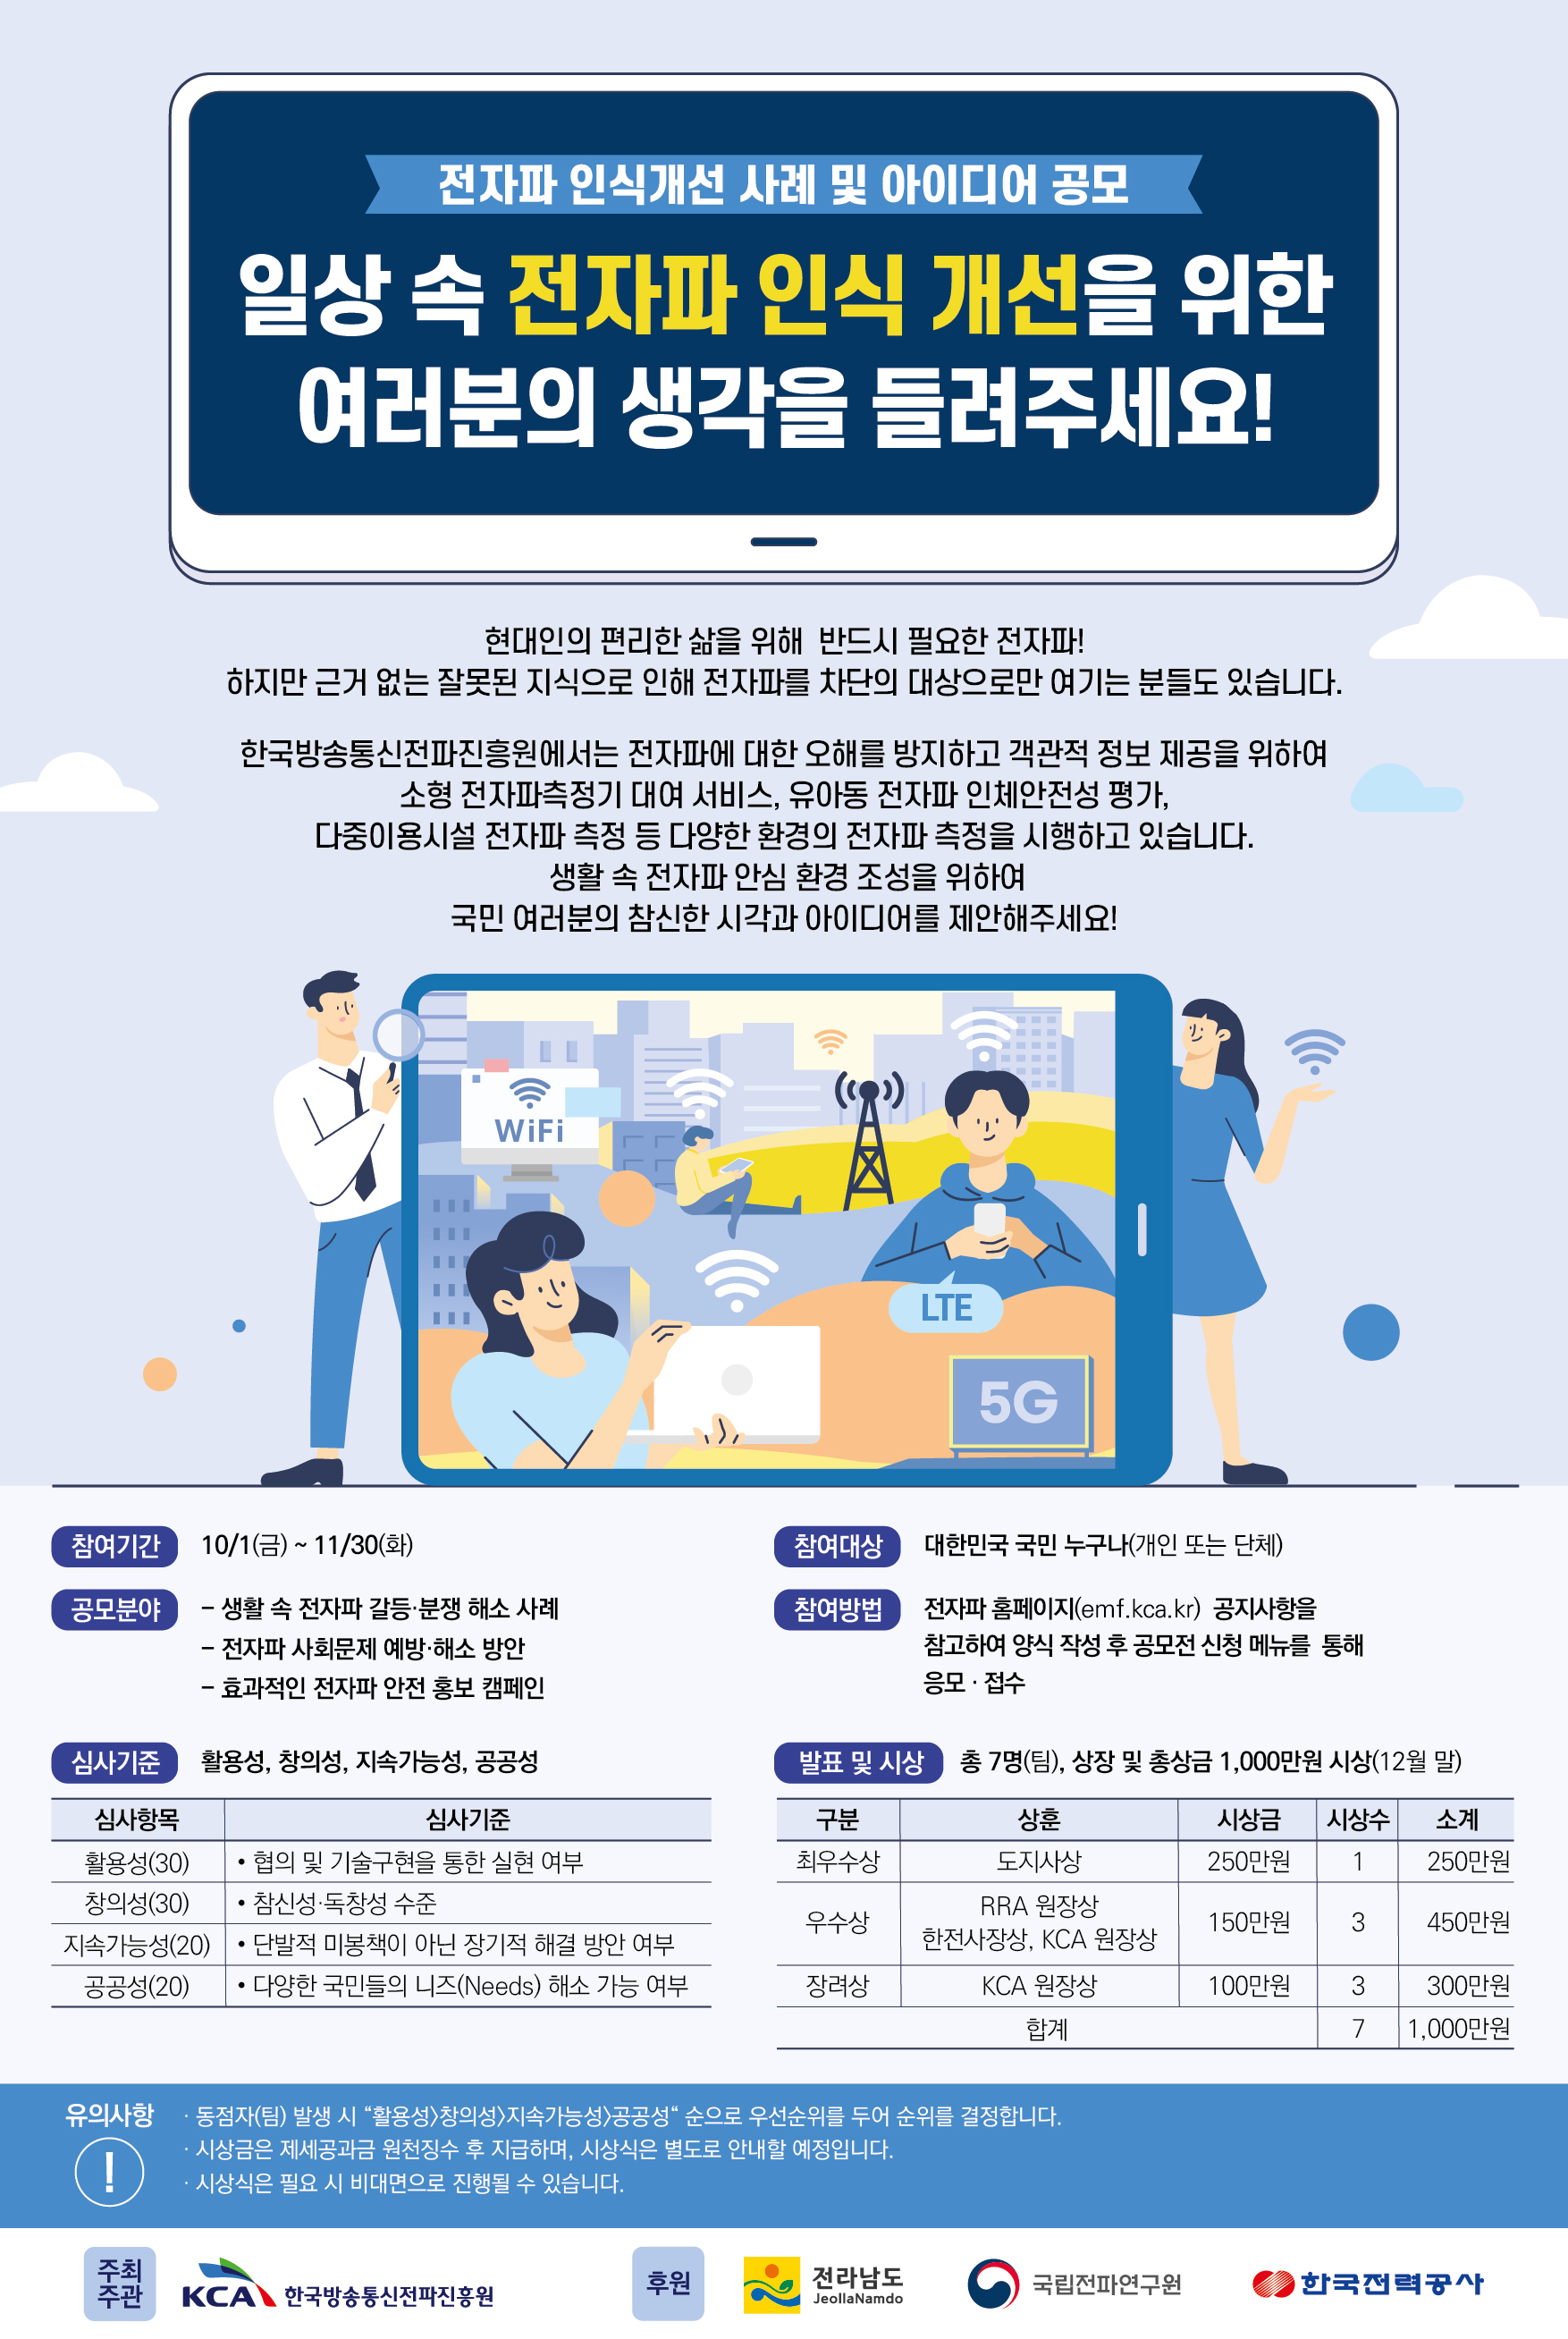 전자파 인식개선 사례 및 아이디어 공모
일상 속 전자파 인식 개선을 위한
여러분의 생각을 들려주세요!
현대인의 편리한 삶을 위해 반드시 필요한 전자파!
하지만 근거 없는 잘못된 지식으로 인해 전자파를 차단의 대상으로만 여기는 분들도 있습니다.
한국방송통신전파진흥원에서는 전자파에 대한 오해를 방지하고 객관적 정보 제공을 위하여
소형 전자파측정기 대여 서비스, 유아동 전자파 인체안전성 평가,
다중이용시설 전자파 측정 등 다양한 환경의 전자파 측정을 시행하고 있습니다.
생활 속 전자파 안심 환경 조성을 위하여
국민 여러분의 참신한 시각과 아이디어를 제안해주세요!
WiFi
LTE
5G
참여기간 10/1(금) ~ 11/30(화)
공모분야 – 생활 속 전자파 갈등·분쟁 해소 사례
– 전자파 사회문제 예방·해소 방안
– 효과적인 전자파 안전 홍보 캠페인
참여대상 대한민국 국민 누구나(개인 또는 단체)
참여방법 전자파 홈페이지(emf.kca.kr) 공지사항을
참고하여 양식 작성 후 공모전 신청 메뉴를 통해
응모 · 접수
심사기준 활용성, 창의성, 지속가능성, 공공성
심사항목 심사기준
활용성(30) • 협의 및 기술구현을 통한 실현 여부
창의성(30) • 참신성·독창성 수준
지속가능성(20) • 단발적 미봉책이 아닌 장기적 해결 방안 여부
공공성(20) • 다양한 국민들의 니즈(Needs) 해소 가능 여부
발표 및 시상 총 7명(팀), 상장 및 총상금 1,000만원 시상(12월 말)
구분 상훈 시상금 시상수 소계
최우수상 도지사상 250만원 1 250만원
우수상 RRA 원장상
한전사장상, KCA 원장상 150만원 3 450만원
장려상 KCA 원장상 100만원 3 300만원
합계 7 1,000만원
유의사항
!
· 동점자(팀) 발생 시 “활용성>창의성>지속가능성>공공성“ 순으로 우선순위를 두어 순위를 결정합니다.
· 시상금은 제세공과금 원천징수 후 지급하며, 시상식은 별도로 안내할 예정입니다.
· 시상식은 필요 시 비대면으로 진행될 수 있습니다.
주최
주관
KCA 한국방송통신전파진흥원
후원
전라남도
JeollaNamdo
국립전파연구원
한국전력공사